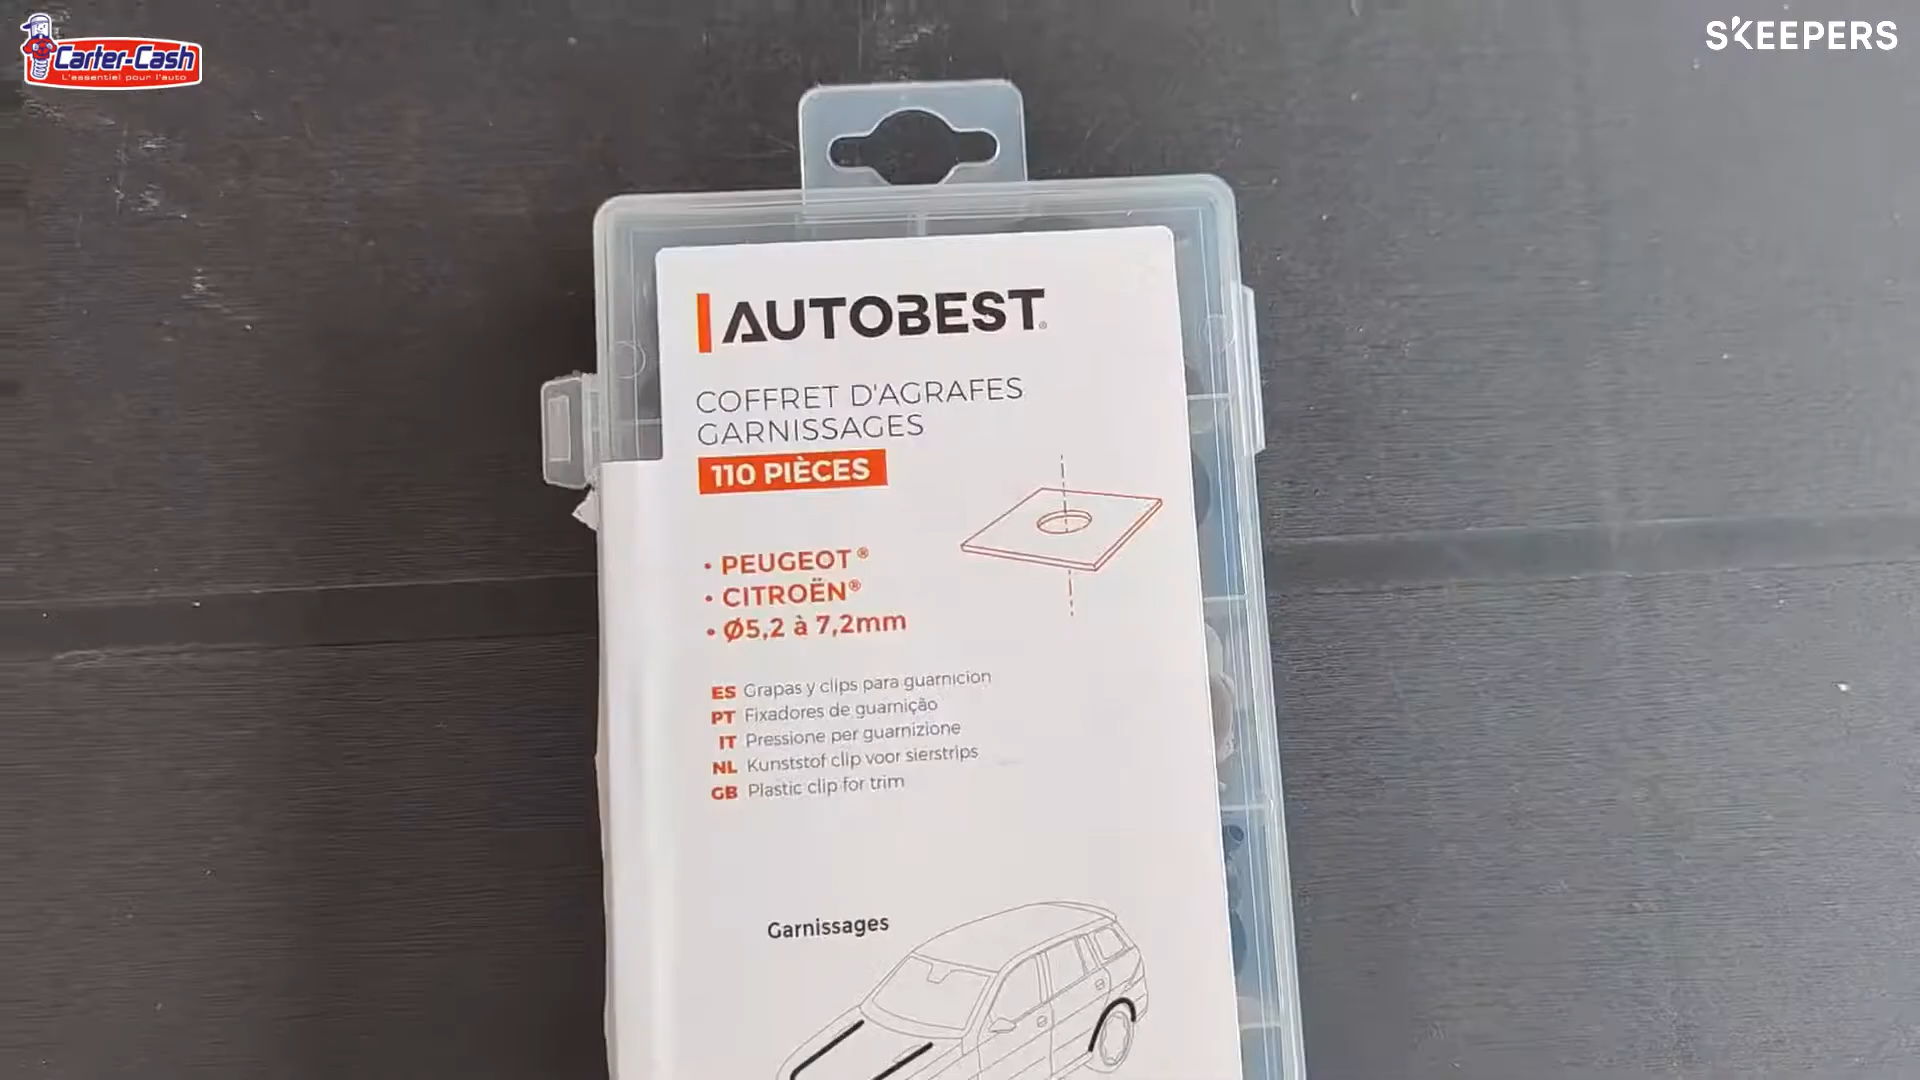 Carter-Cash
L'essentiel pour l'auto
SKEEPERS
AUTOBEST®
COFFRET D'AGRAFES
GARNISSAGES
110 PIÈCES
• PEUGEOT®
• CITROËN®
• Ø5,2 à 7,2mm
ES Grapas y clips para guarnicion
PT Fixadores de guarnição
IT Pressione per guarnizione
NL Kunststof clip voor sierstrips
GB Plastic clip for trim
Garnissages